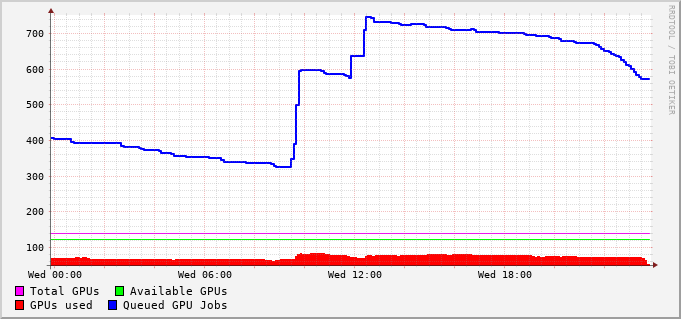 700
600
500
400
300
200
100
Wed 00:00 Wed 06:00 Wed 12:00 Wed 18:00
Total GPUs Available GPUs
GPUs used Queued GPU Jobs
RRDTOOL / TOBI OETIKER